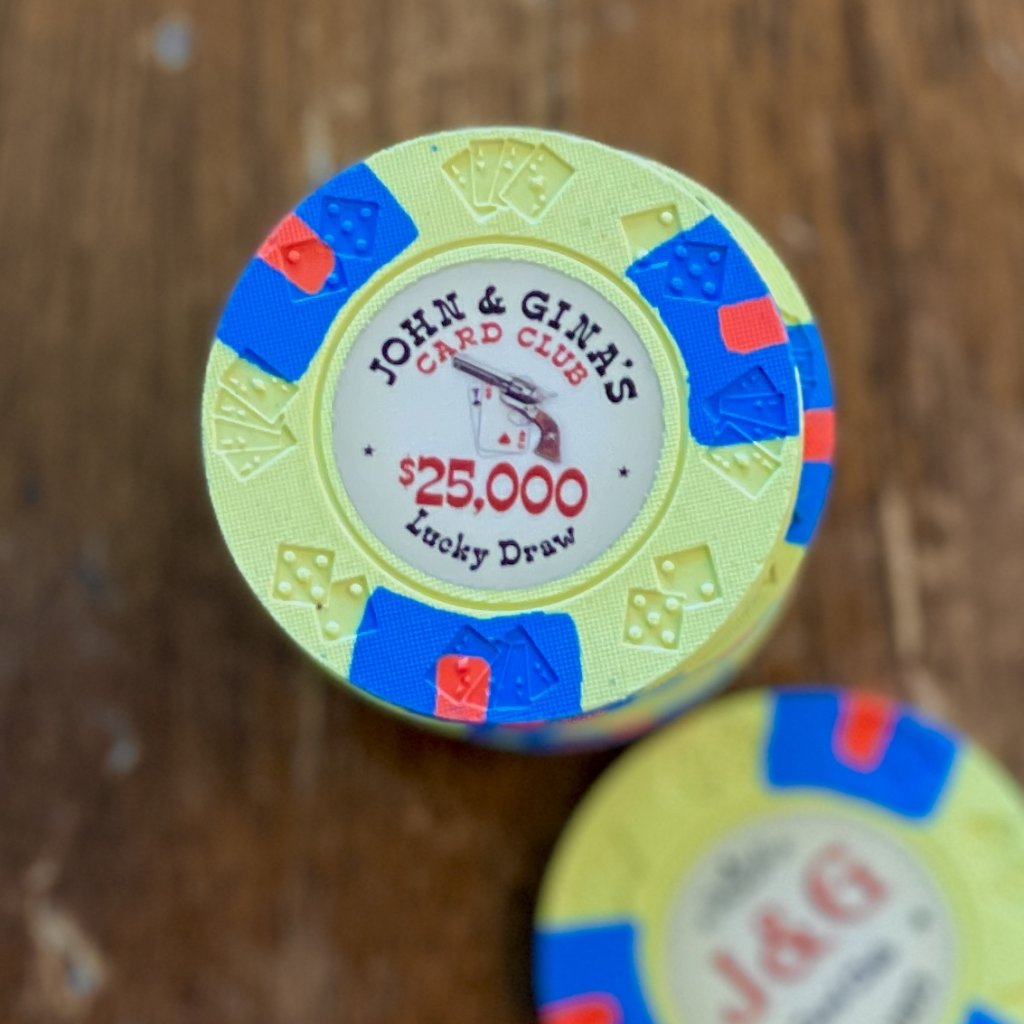 JOHN & GINA'S
CARD CLUB
$25,000
Lucky Draw
J&G